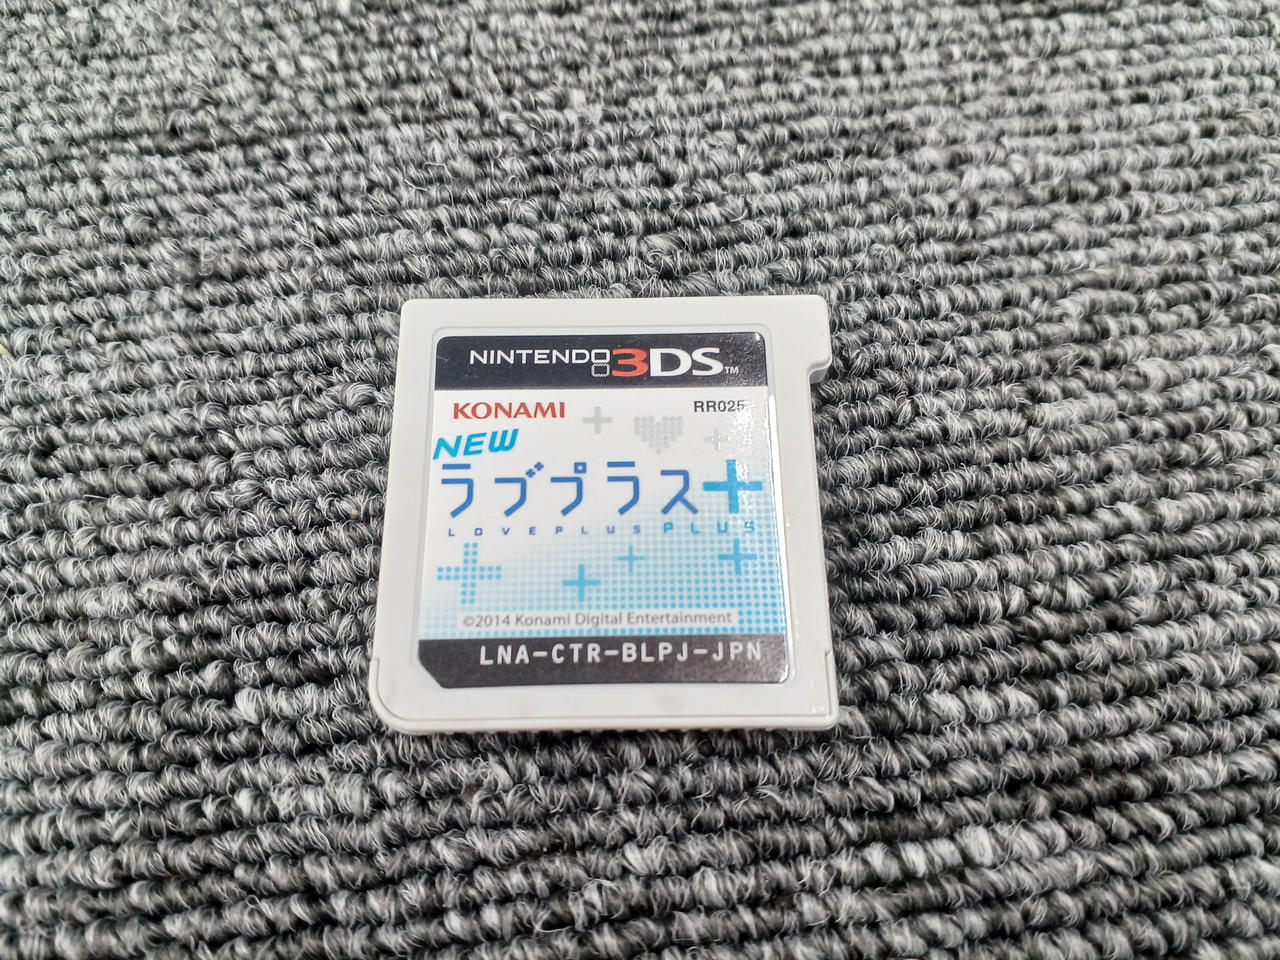 NINTENDO 3DS TM
KONAMI RR025
NEW
ラブプラス+
LOVEPLUS PLUS
©2014 Konami Digital Entertainment
LNA-CTR-BLPJ-JPN